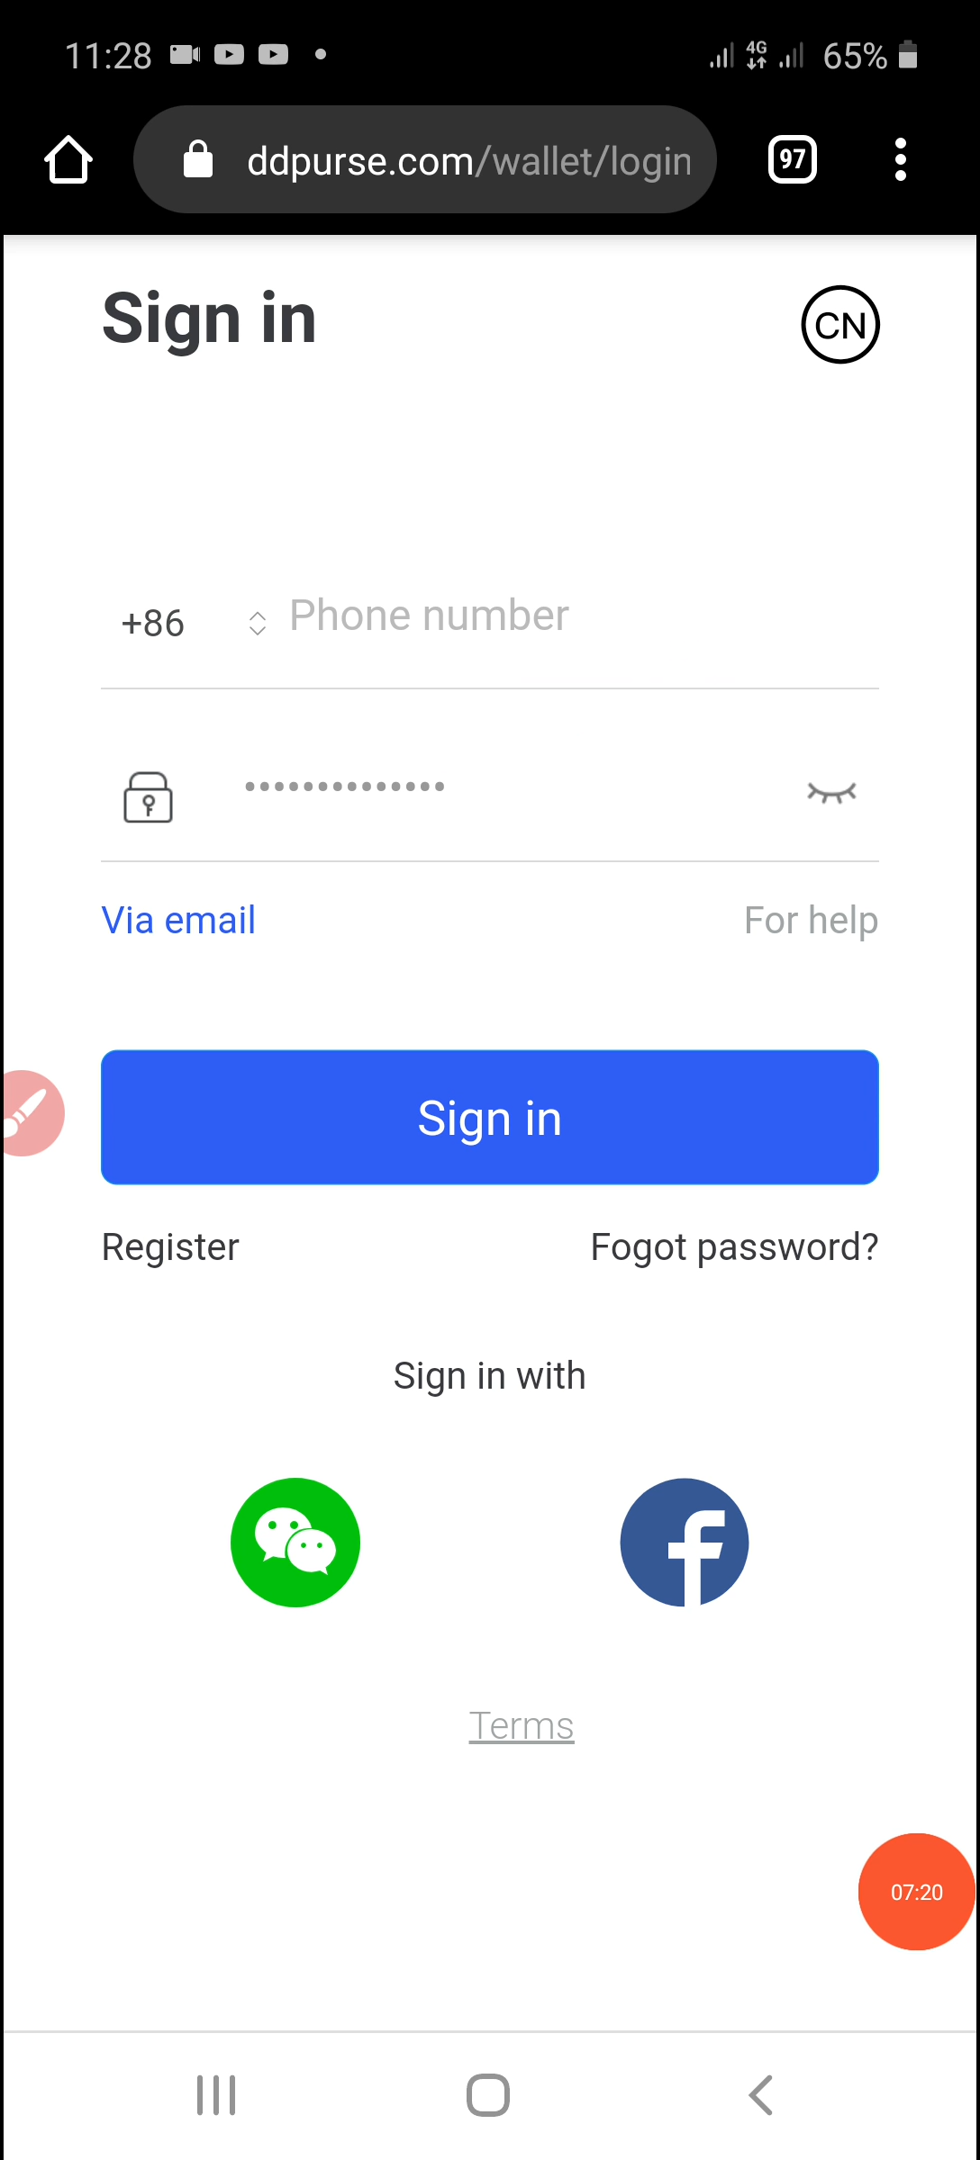 11:28 4G 65%
ddpurse.com/wallet/login 97
Sign in CN
+86 Phone number
••••••••••••••
Via email For help
Sign in
Register Fogot password?
Sign in with
Terms
07:20